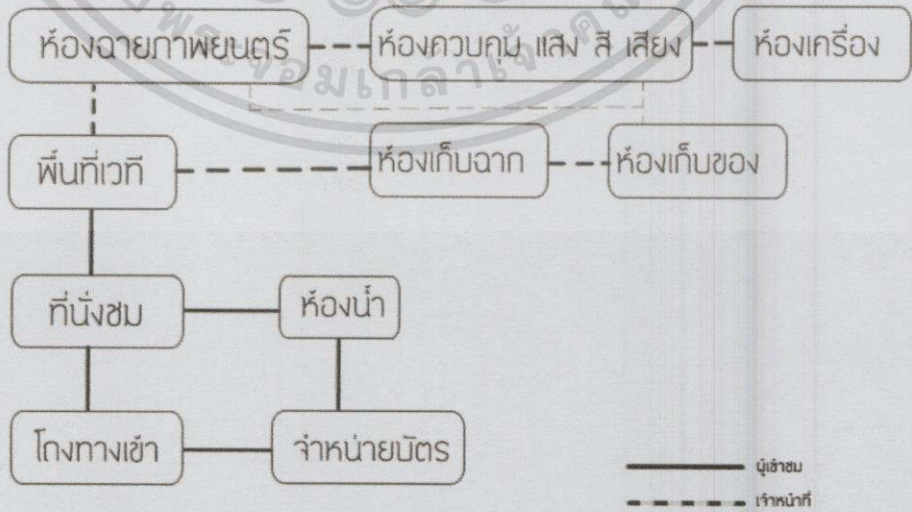 ห้องฉายภาพยนตร์ ห้องควบคุม แสง สี เสียง ห้องเครื่อง
พื้นที่เวที ห้องเก็บฉาก ห้องเก็บของ
ที่นั่งชม ห้องน้ำ
โถงทางเข้า จำหน่ายบัตร
ผู้เข้าชม
เจ้าหน้าที่